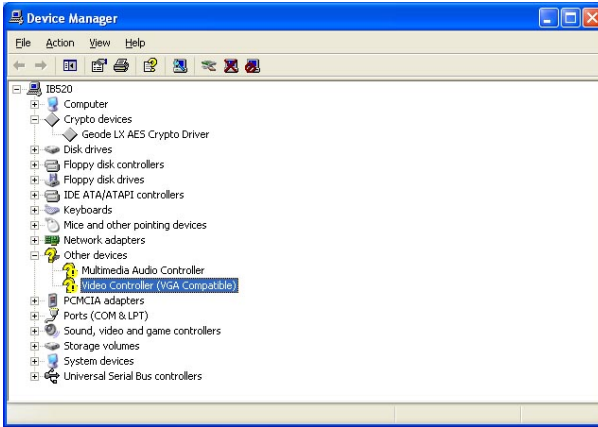 Device Manager
File Action View Help
IB520
Computer
Crypto devices
Geode LX AES Crypto Driver
Disk drives
Floppy disk controllers
Floppy disk drives
IDE ATA/ATAPI controllers
Keyboards
Mice and other pointing devices
Network adapters
Other devices
Multimedia Audio Controller
Video Controller (VGA Compatible)
PCMCIA adapters
Ports (COM & LPT)
Sound, video and game controllers
Storage volumes
System devices
Universal Serial Bus controllers